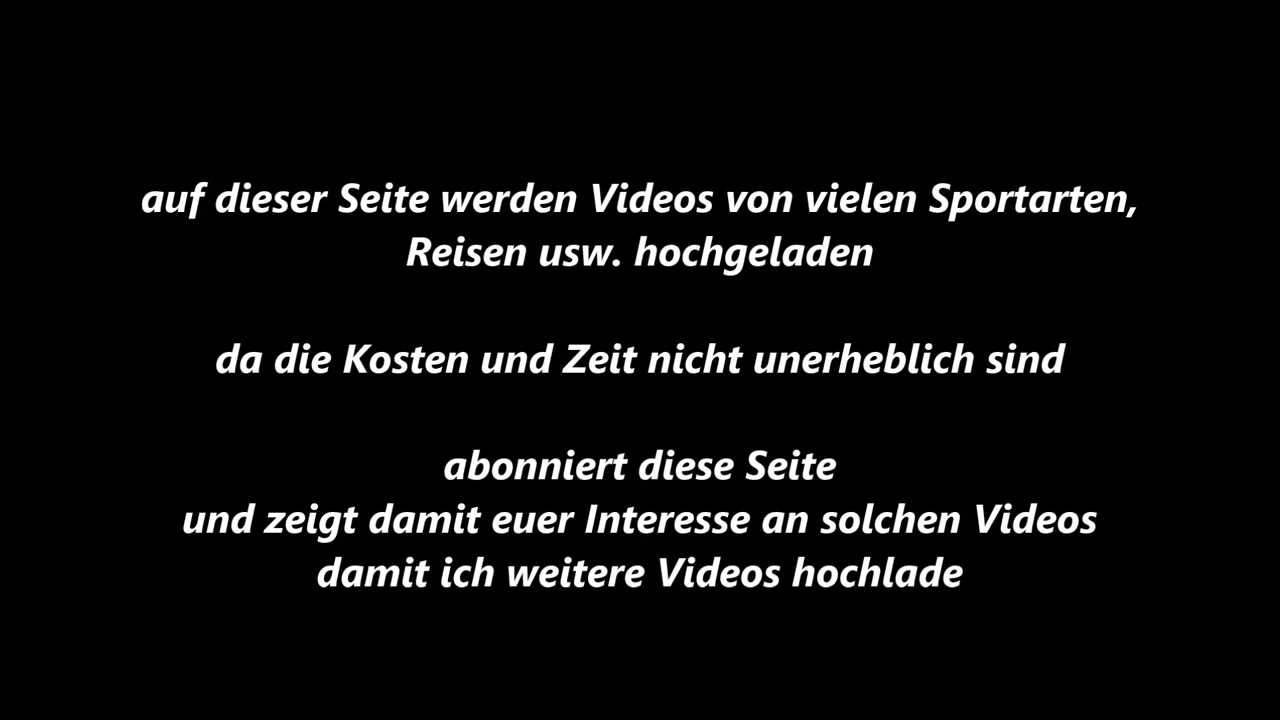 auf dieser Seite werden Videos von vielen Sportarten,
Reisen usw. hochgeladen
da die Kosten und Zeit nicht unerheblich sind
abonniert diese Seite
und zeigt damit euer Interesse an solchen Videos
damit ich weitere Videos hochlade